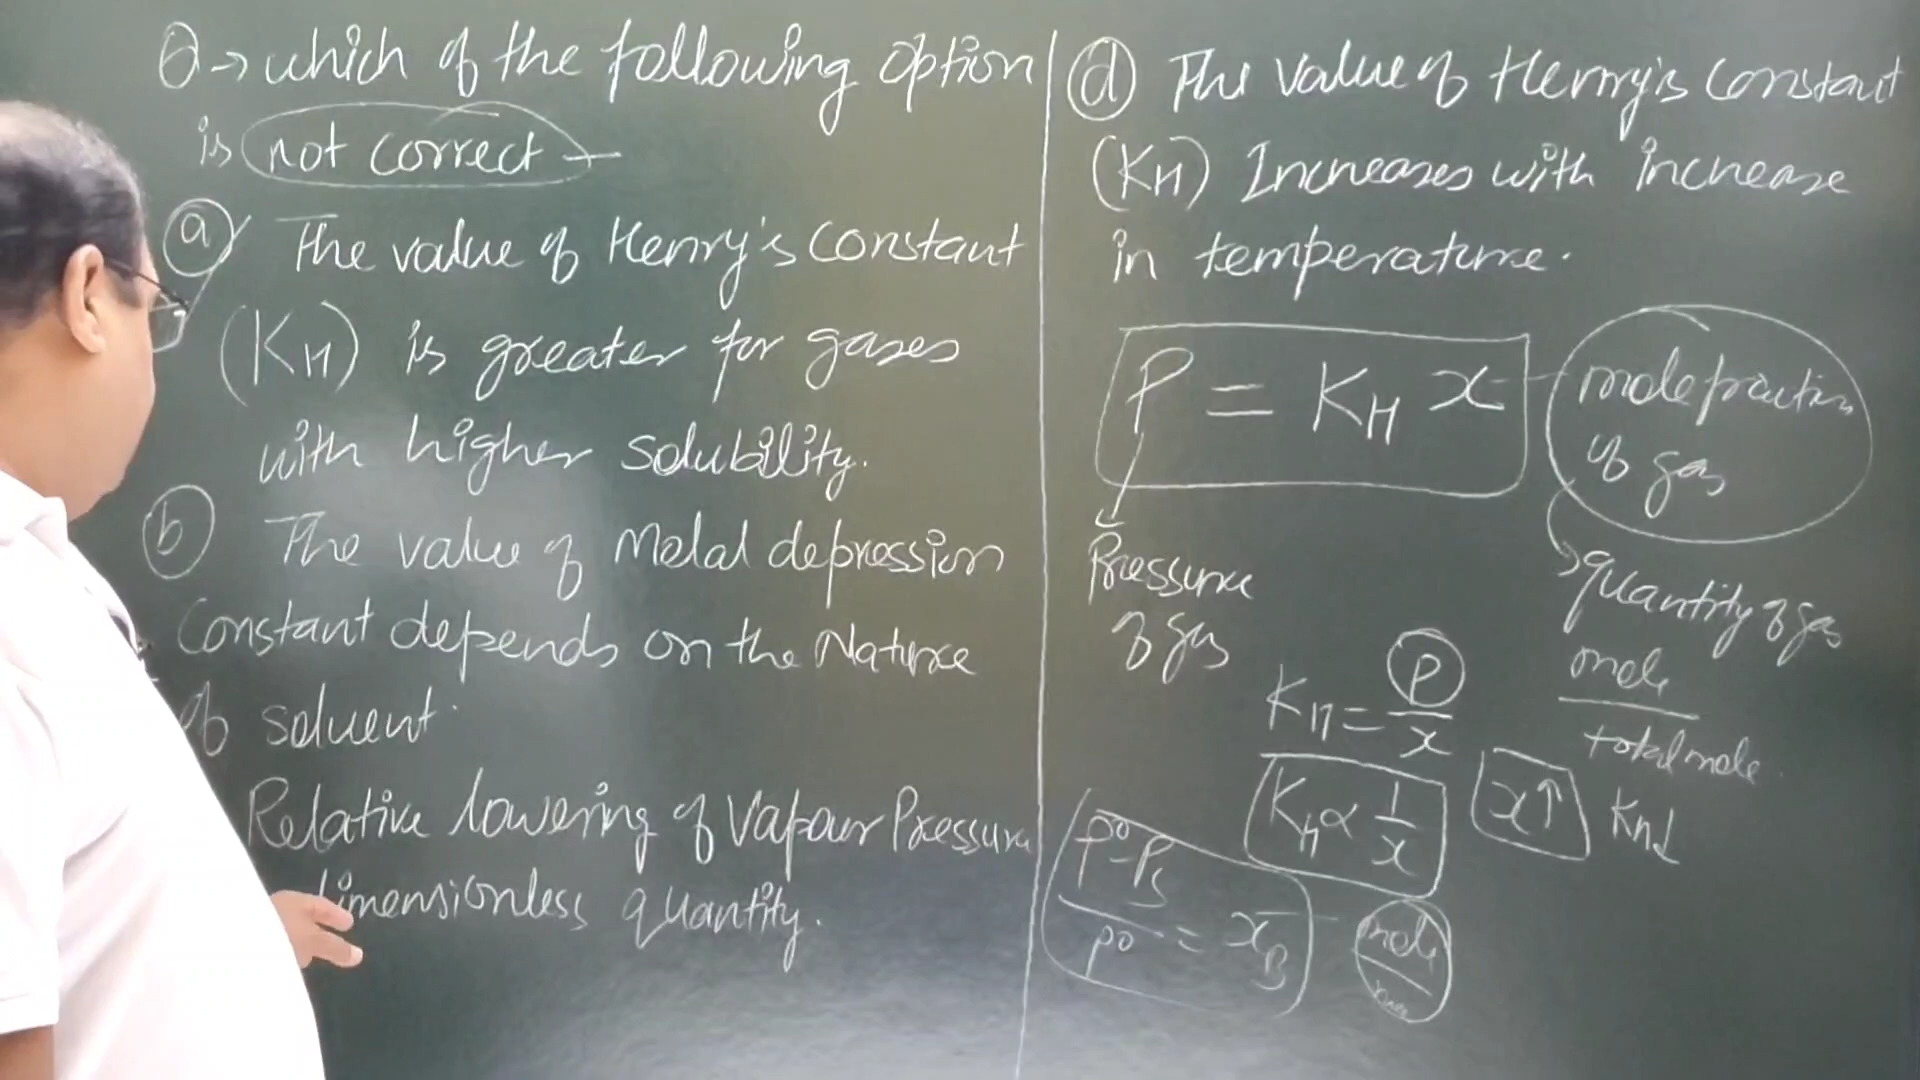 Q → which of the following option
is not correct –
(a) The value of Henry's constant
(KH) is greater for gases
with higher solubility.
(b) The value of Molal depression
Constant depends on the Nature
of solvent.
Relative lowering of Vapour Pressure
dimensionless quantity.
(d) The value of Henry's constant
(KH) Increases with increase
in temperature.
P = KH x
mole fraction
of gas
Pressure
of gas
quantity of gas
mole
total mole.
KH = P/x
KH ∝ 1/x
x↑ KH↓
P° - Ps / P° = xB
mole